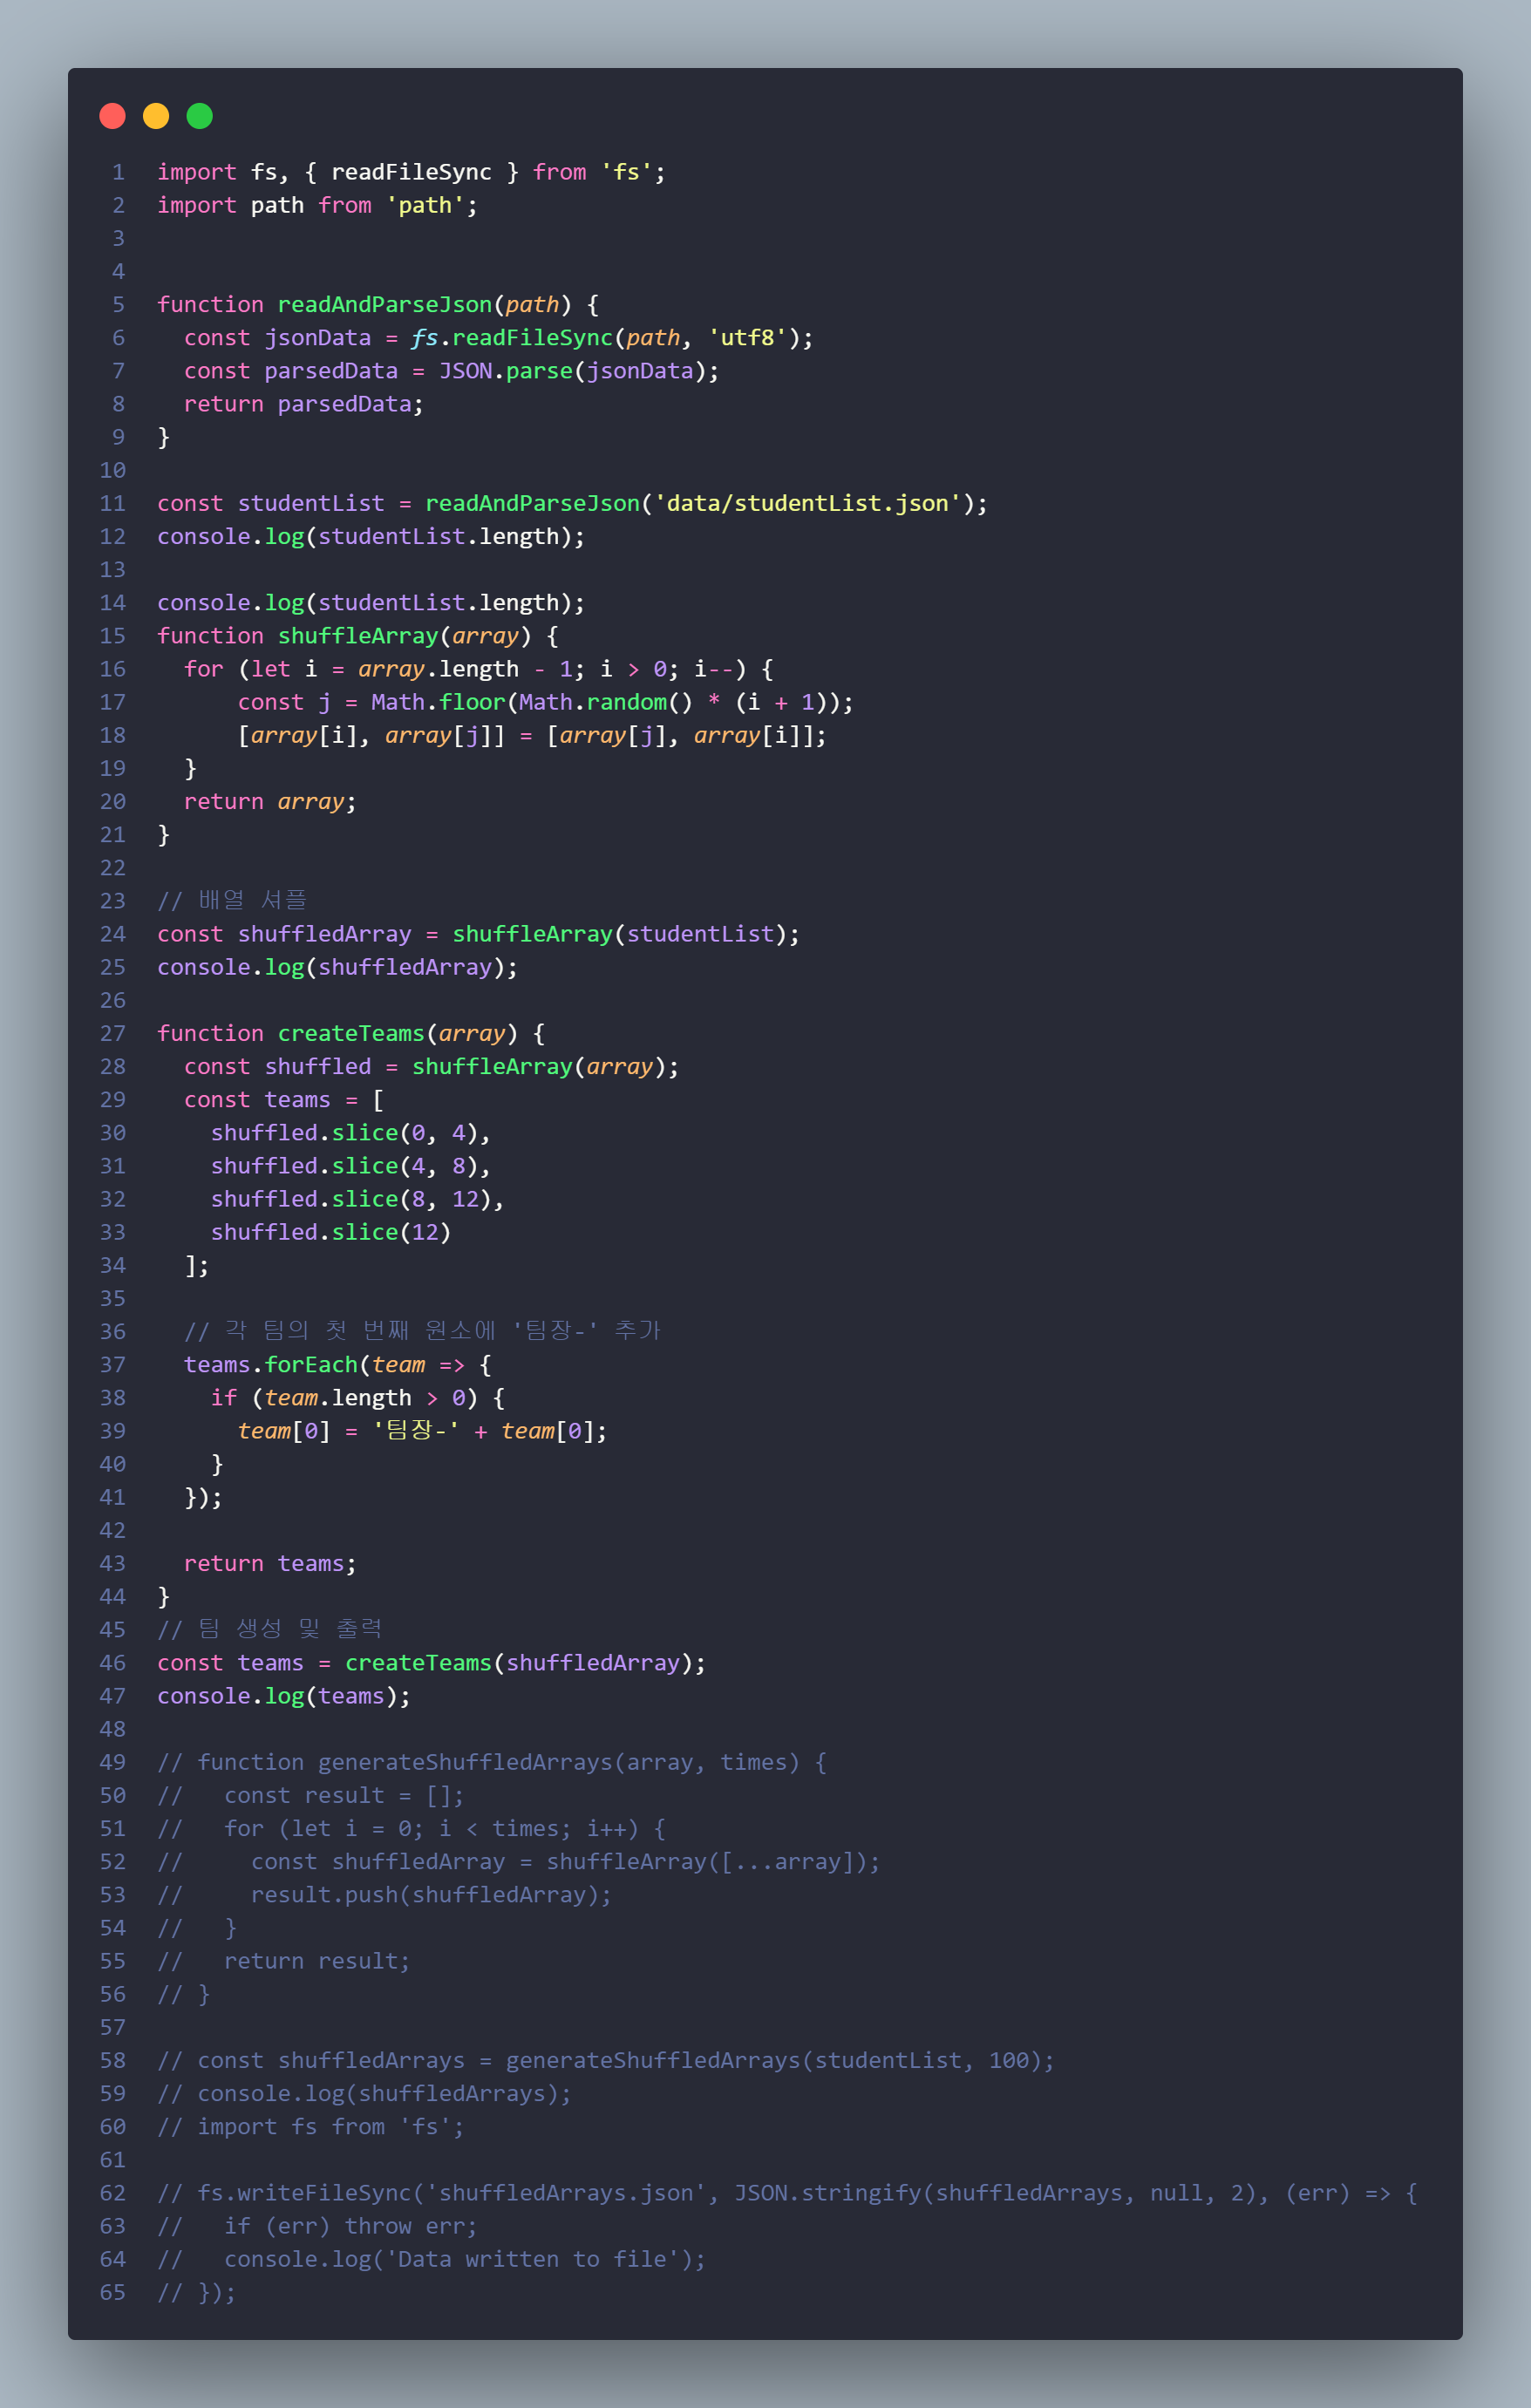 1 import fs, { readFileSync } from 'fs';
2 import path from 'path';
3
4
5 function readAndParseJson(path) {
6   const jsonData = fs.readFileSync(path, 'utf8');
7   const parsedData = JSON.parse(jsonData);
8   return parsedData;
9 }
10
11 const studentList = readAndParseJson('data/studentList.json');
12 console.log(studentList.length);
13
14 console.log(studentList.length);
15 function shuffleArray(array) {
16   for (let i = array.length - 1; i > 0; i--) {
17       const j = Math.floor(Math.random() * (i + 1));
18       [array[i], array[j]] = [array[j], array[i]];
19   }
20   return array;
21 }
22
23 // 배열 셔플
24 const shuffledArray = shuffleArray(studentList);
25 console.log(shuffledArray);
26
27 function createTeams(array) {
28   const shuffled = shuffleArray(array);
29   const teams = [
30     shuffled.slice(0, 4),
31     shuffled.slice(4, 8),
32     shuffled.slice(8, 12),
33     shuffled.slice(12)
34   ];
35
36   // 각 팀의 첫 번째 원소에 '팀장-' 추가
37   teams.forEach(team => {
38     if (team.length > 0) {
39       team[0] = '팀장-' + team[0];
40     }
41   });
42
43   return teams;
44 }
45 // 팀 생성 및 출력
46 const teams = createTeams(shuffledArray);
47 console.log(teams);
48
49 // function generateShuffledArrays(array, times) {
50 //   const result = [];
51 //   for (let i = 0; i < times; i++) {
52 //     const shuffledArray = shuffleArray([...array]);
53 //     result.push(shuffledArray);
54 //   }
55 //   return result;
56 // }
57
58 // const shuffledArrays = generateShuffledArrays(studentList, 100);
59 // console.log(shuffledArrays);
60 // import fs from 'fs';
61
62 // fs.writeFileSync('shuffledArrays.json', JSON.stringify(shuffledArrays, null, 2), (err) => {
63 //   if (err) throw err;
64 //   console.log('Data written to file');
65 // });